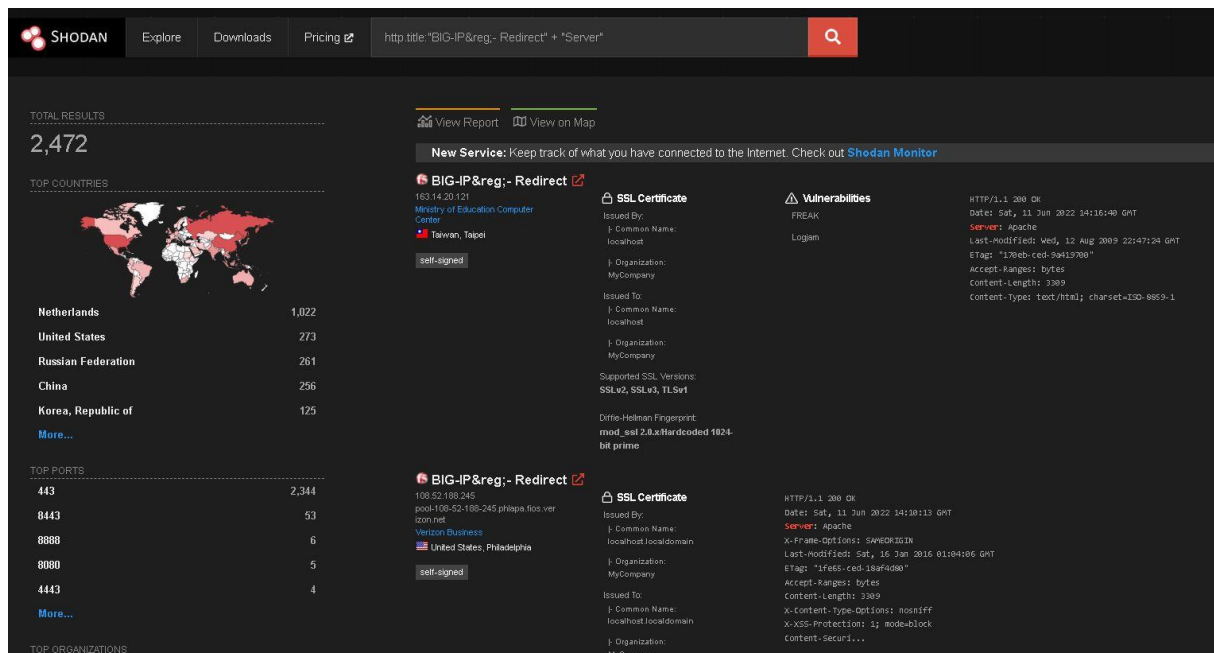 SHODAN Explore Downloads Pricing http.title:"BIG-IP&reg;- Redirect" + "Server"
TOTAL RESULTS
2,472
TOP COUNTRIES
Netherlands 1,022
United States 273
Russian Federation 261
China 256
Korea, Republic of 125
More...
TOP PORTS
443 2,344
8443 53
8888 6
8080 5
4443 4
More...
TOP ORGANIZATIONS
View Report View on Map
New Service: Keep track of what you have connected to the Internet. Check out Shodan Monitor
BIG-IP&reg;- Redirect
163.14.20.121
Ministry of Education Computer
Center
Taiwan, Taipei
self-signed
SSL Certificate
Issued By:
|- Common Name:
localhost
|- Organization:
MyCompany
Issued To:
|- Common Name:
localhost
|- Organization:
MyCompany
Supported SSL Versions:
SSLv2, SSLv3, TLSv1
Diffie-Hellman Fingerprint:
mod_ssl 2.0.x/Hardcoded 1024-
bit prime
Vulnerabilities
FREAK
Logjam
HTTP/1.1 200 OK
Date: Sat, 11 Jun 2022 14:16:40 GMT
Server: Apache
Last-Modified: Wed, 12 Aug 2009 22:47:24 GMT
ETag: "170eb-ced-9a419700"
Accept-Ranges: bytes
Content-Length: 3309
Content-Type: text/html; charset=ISO-8859-1
BIG-IP&reg;- Redirect
108.52.188.245
pool-108-52-188-245.phlapa.fios.ver
izon.net
Verizon Business
United States, Philadelphia
self-signed
SSL Certificate
Issued By:
|- Common Name:
localhost.localdomain
|- Organization:
MyCompany
Issued To:
|- Common Name:
localhost.localdomain
|- Organization:
HTTP/1.1 200 OK
Date: Sat, 11 Jun 2022 14:10:13 GMT
Server: Apache
X-Frame-Options: SAMEORIGIN
Last-Modified: Sat, 16 Jan 2016 01:04:06 GMT
ETag: "1fe65-ced-18af4d80"
Accept-Ranges: bytes
Content-Length: 3309
X-Content-Type-Options: nosniff
X-XSS-Protection: 1; mode=block
Content-Securi...